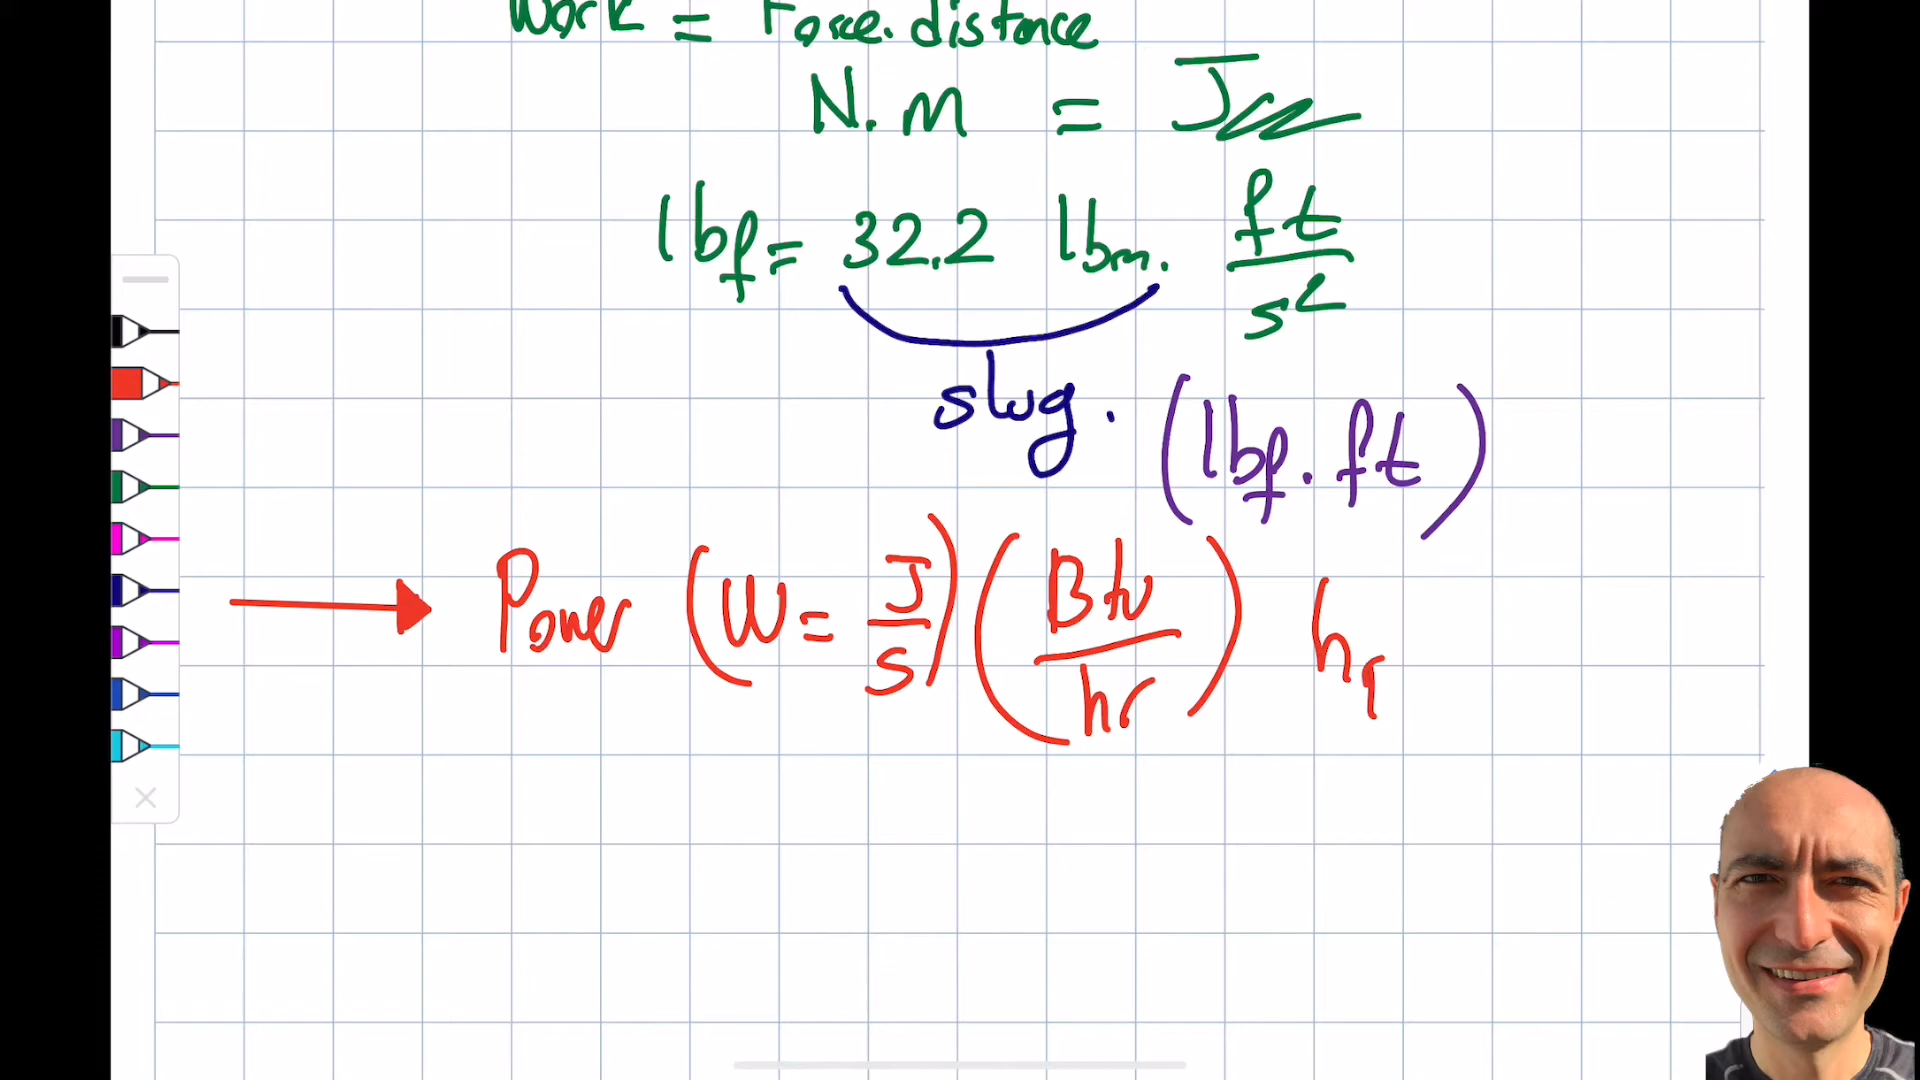 Work = Force. distance
N. m = J
lbf = 32.2 lbm. ft/s²
slug. (lbf. ft)
Power (W = J/s) (Btu/hr) hp